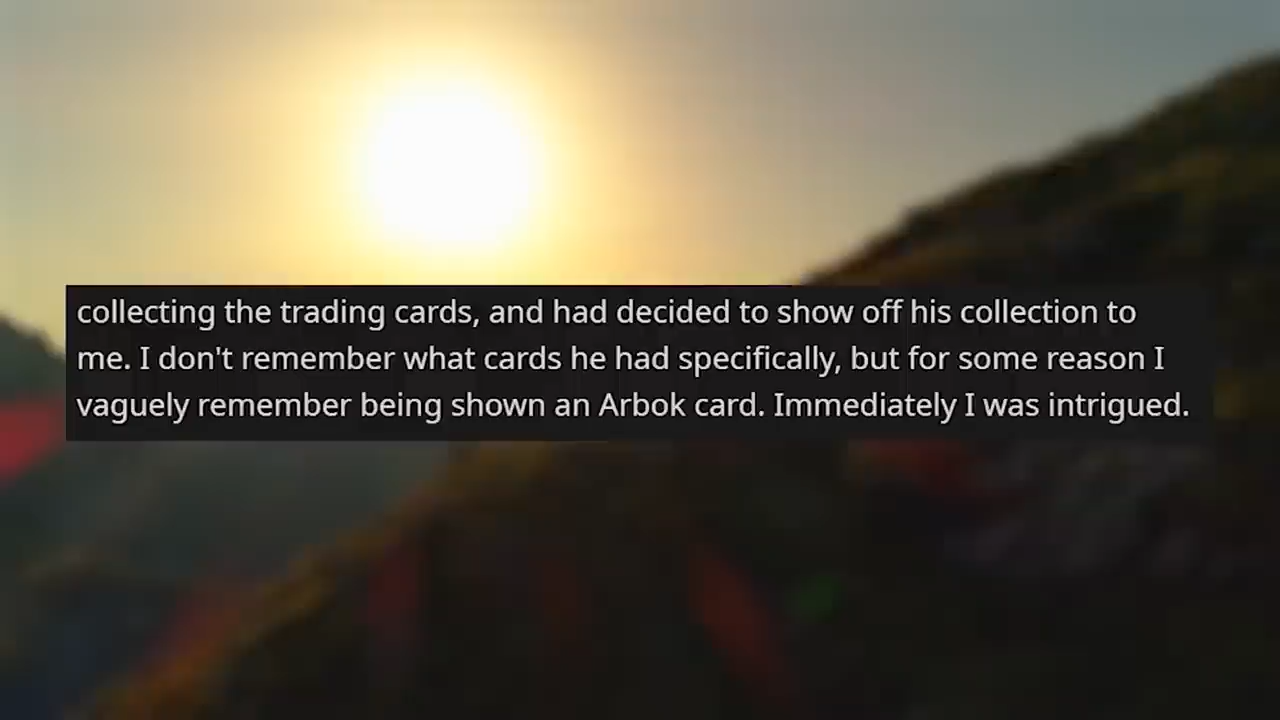 collecting the trading cards, and had decided to show off his collection to
me. I don't remember what cards he had specifically, but for some reason I
vaguely remember being shown an Arbok card. Immediately I was intrigued.